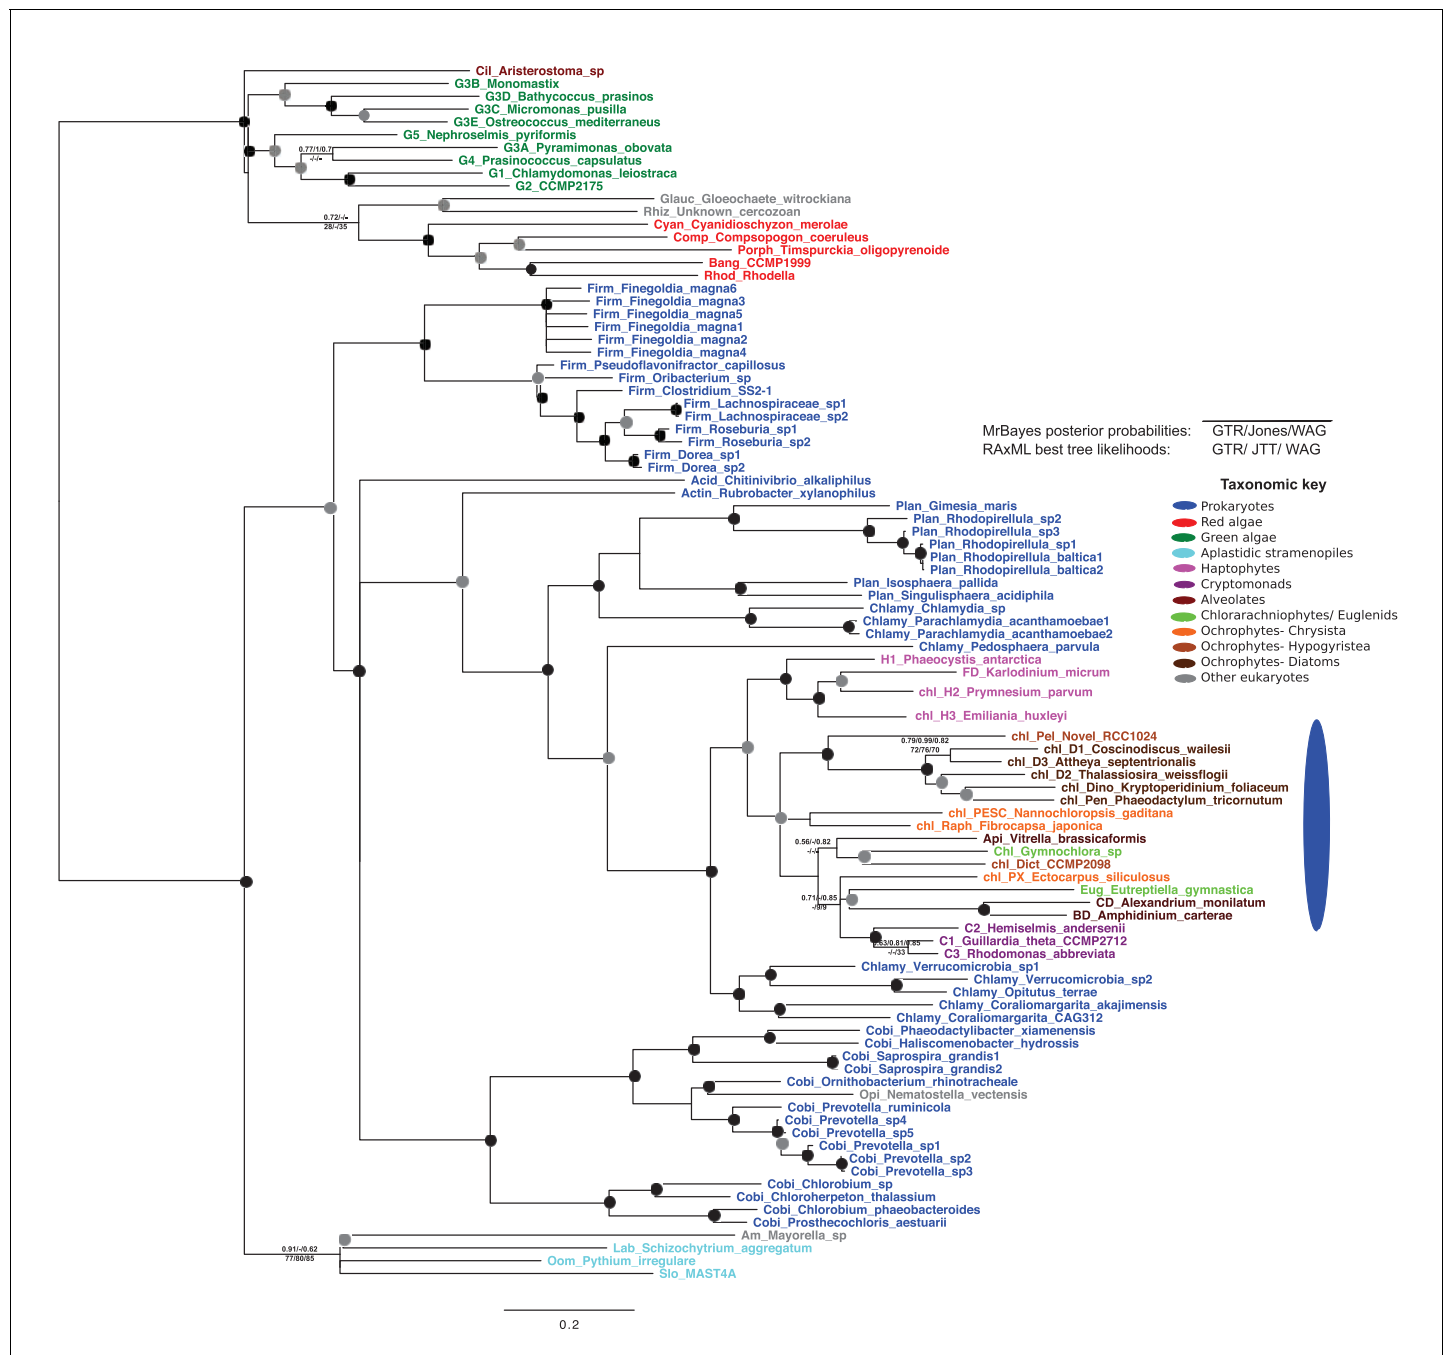 Cil_Aristerostoma_sp
G3B_Monomastix
G3D_Bathycoccus_prasinos
G3C_Micromonas_pusilla
G3E_Ostreococcus_mediterraneus
G5_Nephroselmis_pyriformis
0.77/1/0.7
G3A_Pyramimonas_obovata
-/-/-
G4_Prasinococcus_capsulatus
G1_Chlamydomonas_leiostraca
G2_CCMP2175
Glauc_Gloeochaete_witrockiana
Rhiz_Unknown_cercozoan
0.72/-/-
28/-/35
Cyan_Cyanidioschyzon_merolae
Comp_Compsopogon_coeruleus
Porph_Timspurckia_oligopyrenoide
Bang_CCMP1999
Rhod_Rhodella
Firm_Finegoldia_magna6
Firm_Finegoldia_magna3
Firm_Finegoldia_magna5
Firm_Finegoldia_magna1
Firm_Finegoldia_magna2
Firm_Finegoldia_magna4
Firm_Pseudoflavonifractor_capillosus
Firm_Oribacterium_sp
Firm_Clostridium_SS2-1
Firm_Lachnospiraceae_sp1
Firm_Lachnospiraceae_sp2
Firm_Roseburia_sp1
Firm_Roseburia_sp2
Firm_Dorea_sp1
Firm_Dorea_sp2
MrBayes posterior probabilities: GTR/Jones/WAG
RAxML best tree likelihoods: GTR/ JTT/ WAG
Taxonomic key
Prokaryotes
Red algae
Green algae
Aplastidic stramenopiles
Haptophytes
Cryptomonads
Alveolates
Chlorarachniophytes/ Euglenids
Ochrophytes- Chrysista
Ochrophytes- Hypogyristea
Ochrophytes- Diatoms
Other eukaryotes
Acid_Chitinivibrio_alkaliphilus
Actin_Rubrobacter_xylanophilus
Plan_Gimesia_maris
Plan_Rhodopirellula_sp2
Plan_Rhodopirellula_sp3
Plan_Rhodopirellula_sp1
Plan_Rhodopirellula_baltica1
Plan_Rhodopirellula_baltica2
Plan_Isosphaera_pallida
Plan_Singulisphaera_acidiphila
Chlamy_Chlamydia_sp
Chlamy_Parachlamydia_acanthamoebae1
Chlamy_Parachlamydia_acanthamoebae2
Chlamy_Pedosphaera_parvula
H1_Phaeocystis_antarctica
FD_Karlodinium_micrum
chl_H2_Prymnesium_parvum
chl_H3_Emiliania_huxleyi
chl_Pel_Novel_RCC1024
0.79/0.99/0.82
72/76/70
chl_D1_Coscinodiscus_wailesii
chl_D3_Attheya_septentrionalis
chl_D2_Thalassiosira_weissflogii
chl_Dino_Kryptoperidinium_foliaceum
chl_Pen_Phaeodactylum_tricornutum
chl_PESC_Nannochloropsis_gaditana
chl_Raph_Fibrocapsa_japonica
0.56/-/0.82
-/-/-
Api_Vitrella_brassicaformis
Chl_Gymnochlora_sp
chl_Dict_CCMP2098
chl_PX_Ectocarpus_siliculosus
Eug_Eutreptiella_gymnastica
0.71/-/0.85
-/9/9
CD_Alexandrium_monilatum
BD_Amphidinium_carterae
C2_Hemiselmis_andersenii
C1_Guillardia_theta_CCMP2712
-/-/33
C3_Rhodomonas_abbreviata
Chlamy_Verrucomicrobia_sp1
Chlamy_Verrucomicrobia_sp2
Chlamy_Opitutus_terrae
Chlamy_Coraliomargarita_akajimensis
Chlamy_Coraliomargarita_CAG312
Cobi_Phaeodactylibacter_xiamenensis
Cobi_Haliscomenobacter_hydrossis
Cobi_Saprospira_grandis1
Cobi_Saprospira_grandis2
Cobi_Ornithobacterium_rhinotracheale
Opi_Nematostella_vectensis
Cobi_Prevotella_ruminicola
Cobi_Prevotella_sp4
Cobi_Prevotella_sp5
Cobi_Prevotella_sp1
Cobi_Prevotella_sp2
Cobi_Prevotella_sp3
Cobi_Chlorobium_sp
Cobi_Chloroherpeton_thalassium
Cobi_Chlorobium_phaeobacteroides
Cobi_Prosthecochloris_aestuarii
Am_Mayorella_sp
0.91/-/0.62
77/80/85
Lab_Schizochytrium_aggregatum
Oom_Pythium_irregulare
Slo_MAST4A
0.2